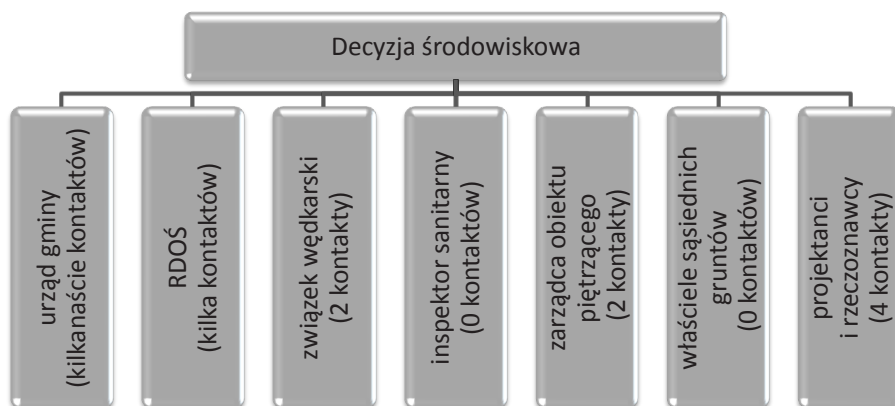 Decyzja środowiskowa
urząd gminy
(kilkanaście kontaktów)
RDOŚ
(kilka kontaktów)
związek wędkarski
(2 kontakty)
inspektor sanitarny
(0 kontaktów)
zarządca obiektu
piętrzącego
(2 kontakty)
właściele sąsiednich
gruntów
(0 kontaktów)
projektanci
i rzeczoznawcy
(4 kontakty)